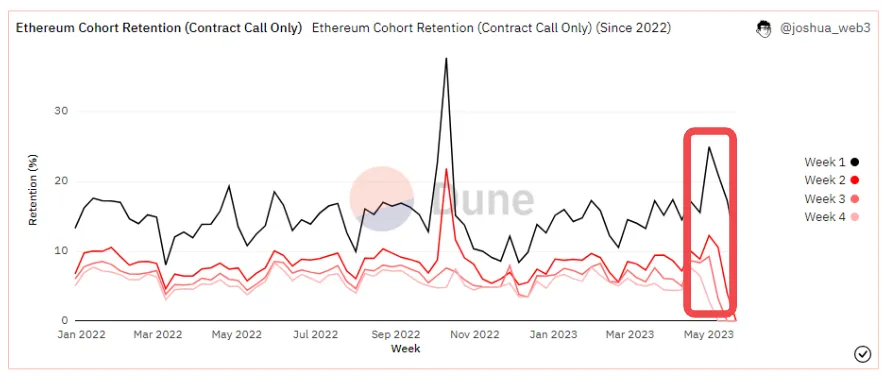 Ethereum Cohort Retention (Contract Call Only) Ethereum Cohort Retention (Contract Call Only) (Since 2022) @joshua_web3
30
20
10
0
Retention (%)
Dune
Week 1
Week 2
Week 3
Week 4
Jan 2022 Mar 2022 May 2022 Jul 2022 Sep 2022 Nov 2022 Jan 2023 Mar 2023 May 2023
Week